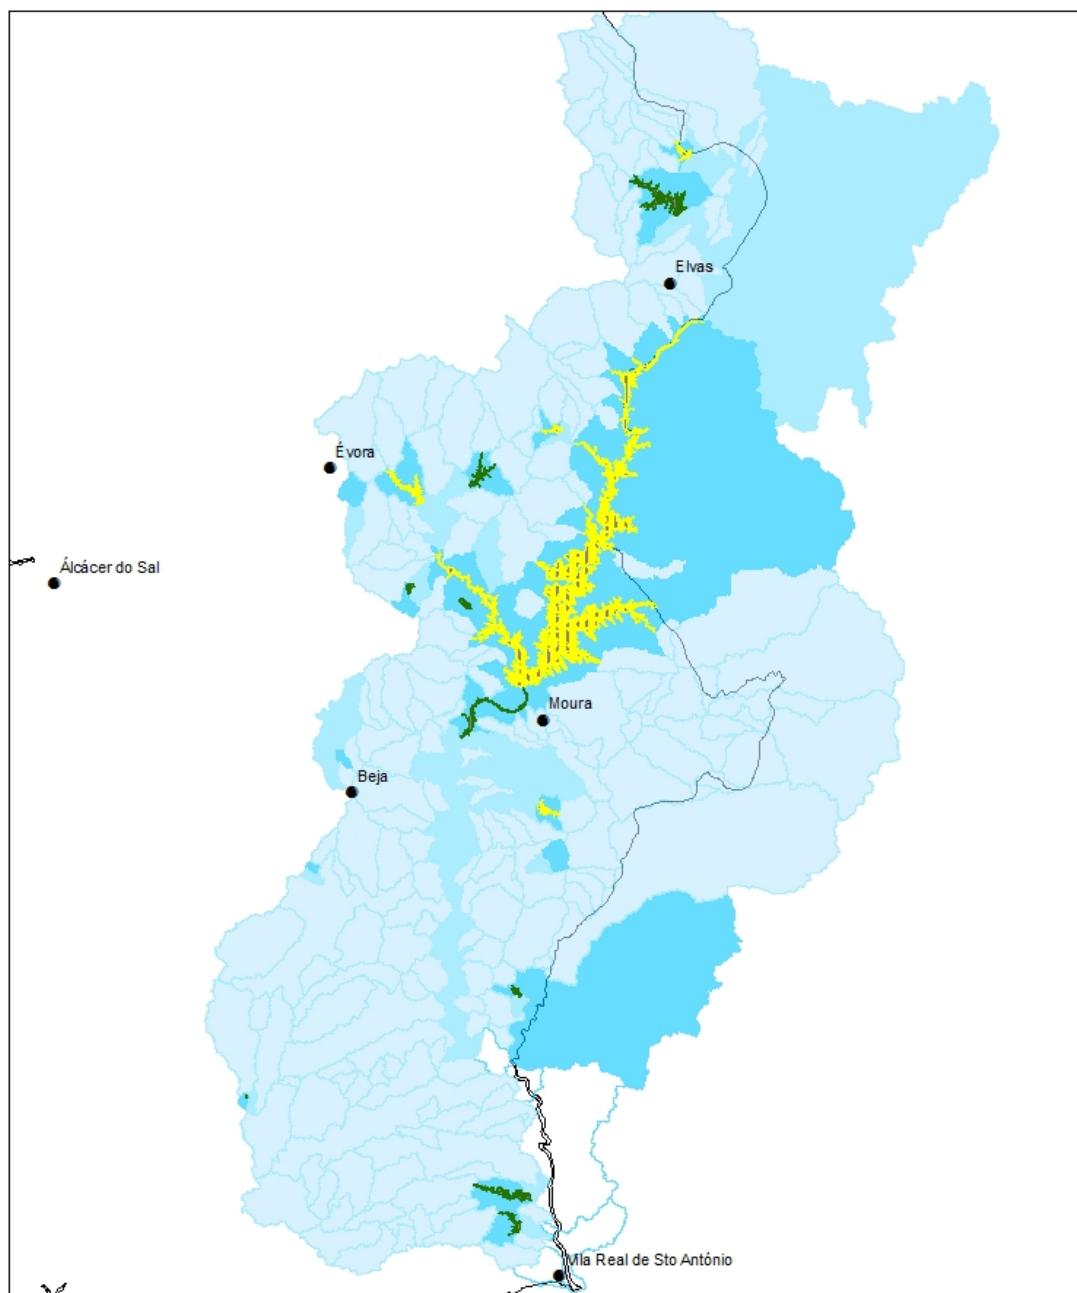 Elvas
Évora
Álcácer do Sal
Moura
Beja
Vila Real de Sto António